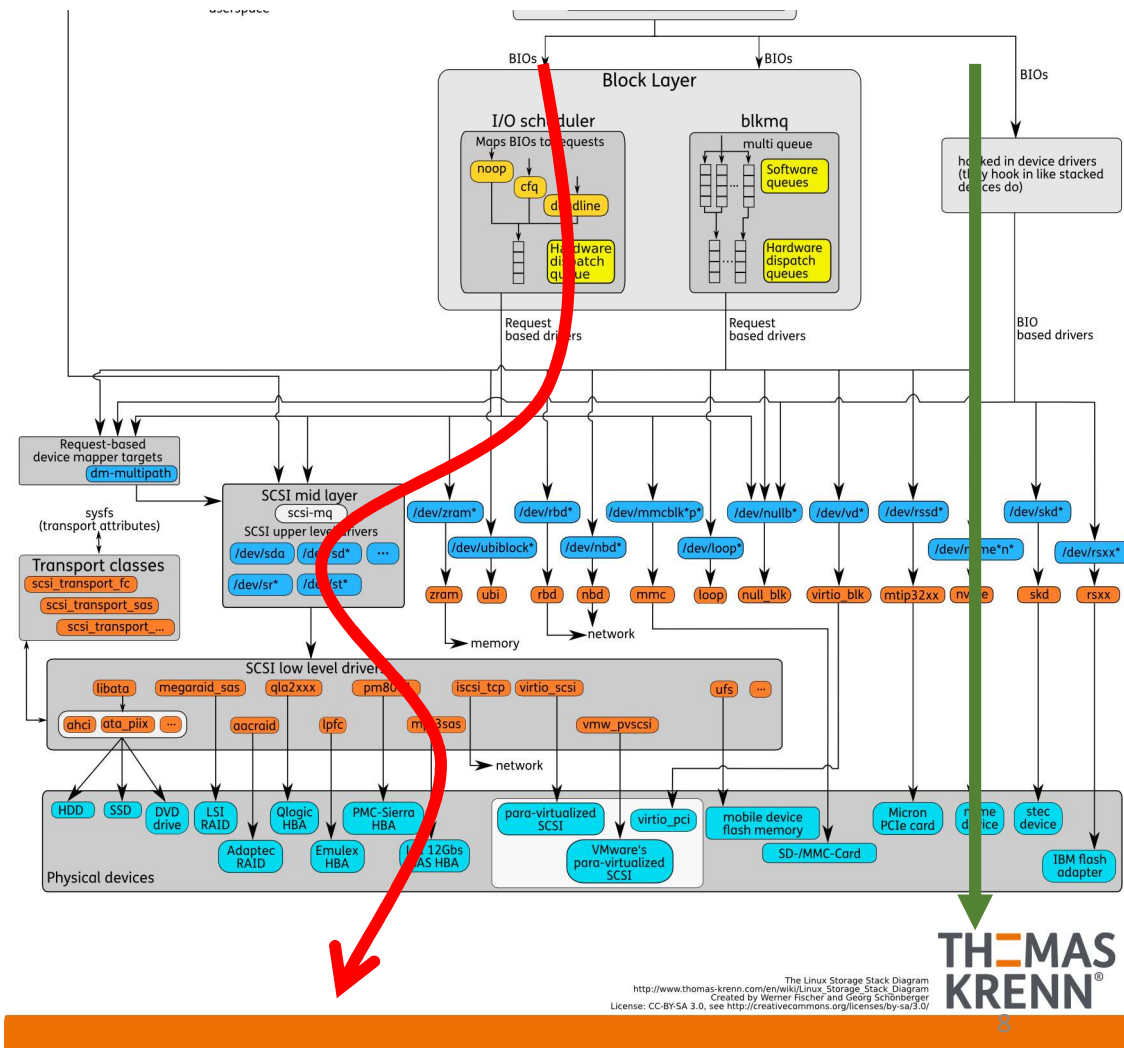 BIOs
BIOs
BIOs
Block Layer
I/O scheduler
Maps BIOs to requests
noop
cfq
deadline
Hardware
dispatch
queue
blkmq
multi queue
Software
queues
Hardware
dispatch
queues
hooked in device drivers
(they hook in like stacked
devices do)
Request
based drivers
Request
based drivers
BIO
based drivers
Request-based
device mapper targets
dm-multipath
sysfs
(transport attributes)
Transport classes
scsi_transport_fc
scsi_transport_sas
scsi_transport_...
SCSI mid layer
scsi-mq
SCSI upper level drivers
/dev/sda
/dev/sd*
...
/dev/sr*
/dev/st*
/dev/zram*
/dev/rbd*
/dev/mmcblk*p*
/dev/nullb*
/dev/vd*
/dev/rssd*
/dev/skd*
/dev/ubiblock*
/dev/nbd*
/dev/loop*
/dev/nvme*n*
/dev/rsxx*
zram
ubi
rbd
nbd
mmc
loop
null_blk
virtio_blk
mtip32xx
nvme
skd
rsxx
memory
network
SCSI low level drivers
libata
megaraid_sas
qla2xxx
iscsi_tcp
virtio_scsi
ufs
...
ahci
ata_piix
...
aacraid
lpfc
mpt3sas
vmw_pvscsi
network
HDD
SSD
DVD
drive
LSI
RAID
Qlogic
HBA
PMC-Sierra
HBA
para-virtualized
SCSI
virtio_pci
mobile device
flash memory
Micron
PCIe card
nvme
device
stec
device
Adaptec
RAID
Emulex
HBA
LSI 12Gbs
SAS HBA
VMware's
para-virtualized
SCSI
SD-/MMC-Card
IBM flash
adapter
Physical devices
THOMAS
KRENN®
The Linux Storage Stack Diagram
http://www.thomas-krenn.com/en/wiki/Linux_Storage_Stack_Diagram
Created by Werner Fischer and Georg Schönberger
License: CC-BY-SA 3.0, see http://creativecommons.org/licenses/by-sa/3.0/
8